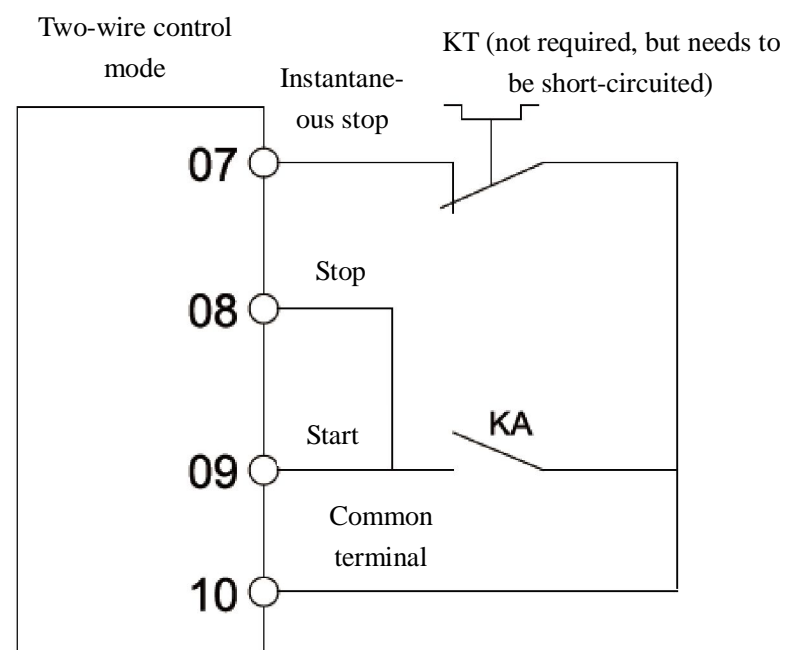 Two-wire control
mode
KT (not required, but needs to
be short-circuited)
Instantane-
ous stop
07
Stop
08
KA
Start
09
Common
terminal
10